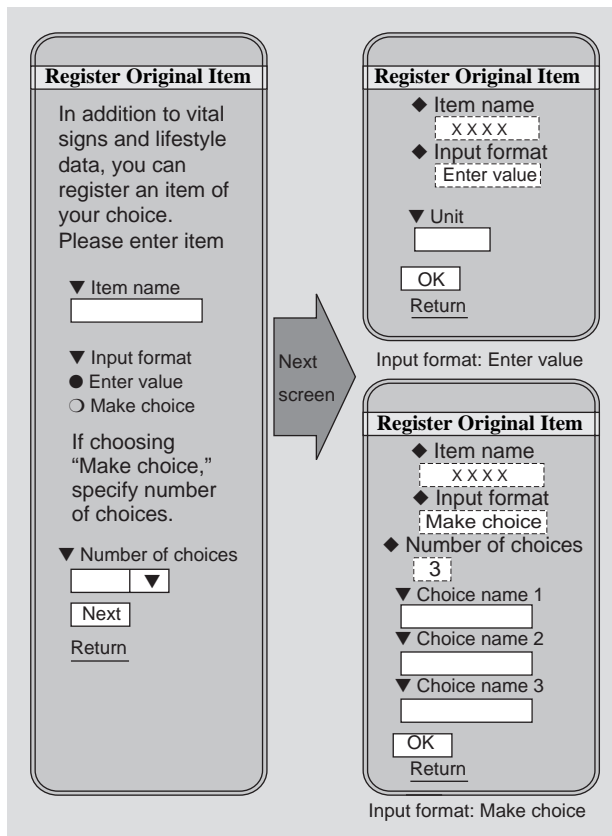 Register Original Item
In addition to vital
signs and lifestyle
data, you can
register an item of
your choice.
Please enter item
▼ Item name
▼ Input format
● Enter value
❍ Make choice
If choosing
“Make choice,”
specify number
of choices.
▼ Number of choices
▼
Next
Return
Next
screen
Register Original Item
◆ Item name
X X X X
◆ Input format
Enter value
▼ Unit
OK
Return
Input format: Enter value
Register Original Item
◆ Item name
X X X X
◆ Input format
Make choice
◆ Number of choices
3
▼ Choice name 1
▼ Choice name 2
▼ Choice name 3
OK
Return
Input format: Make choice